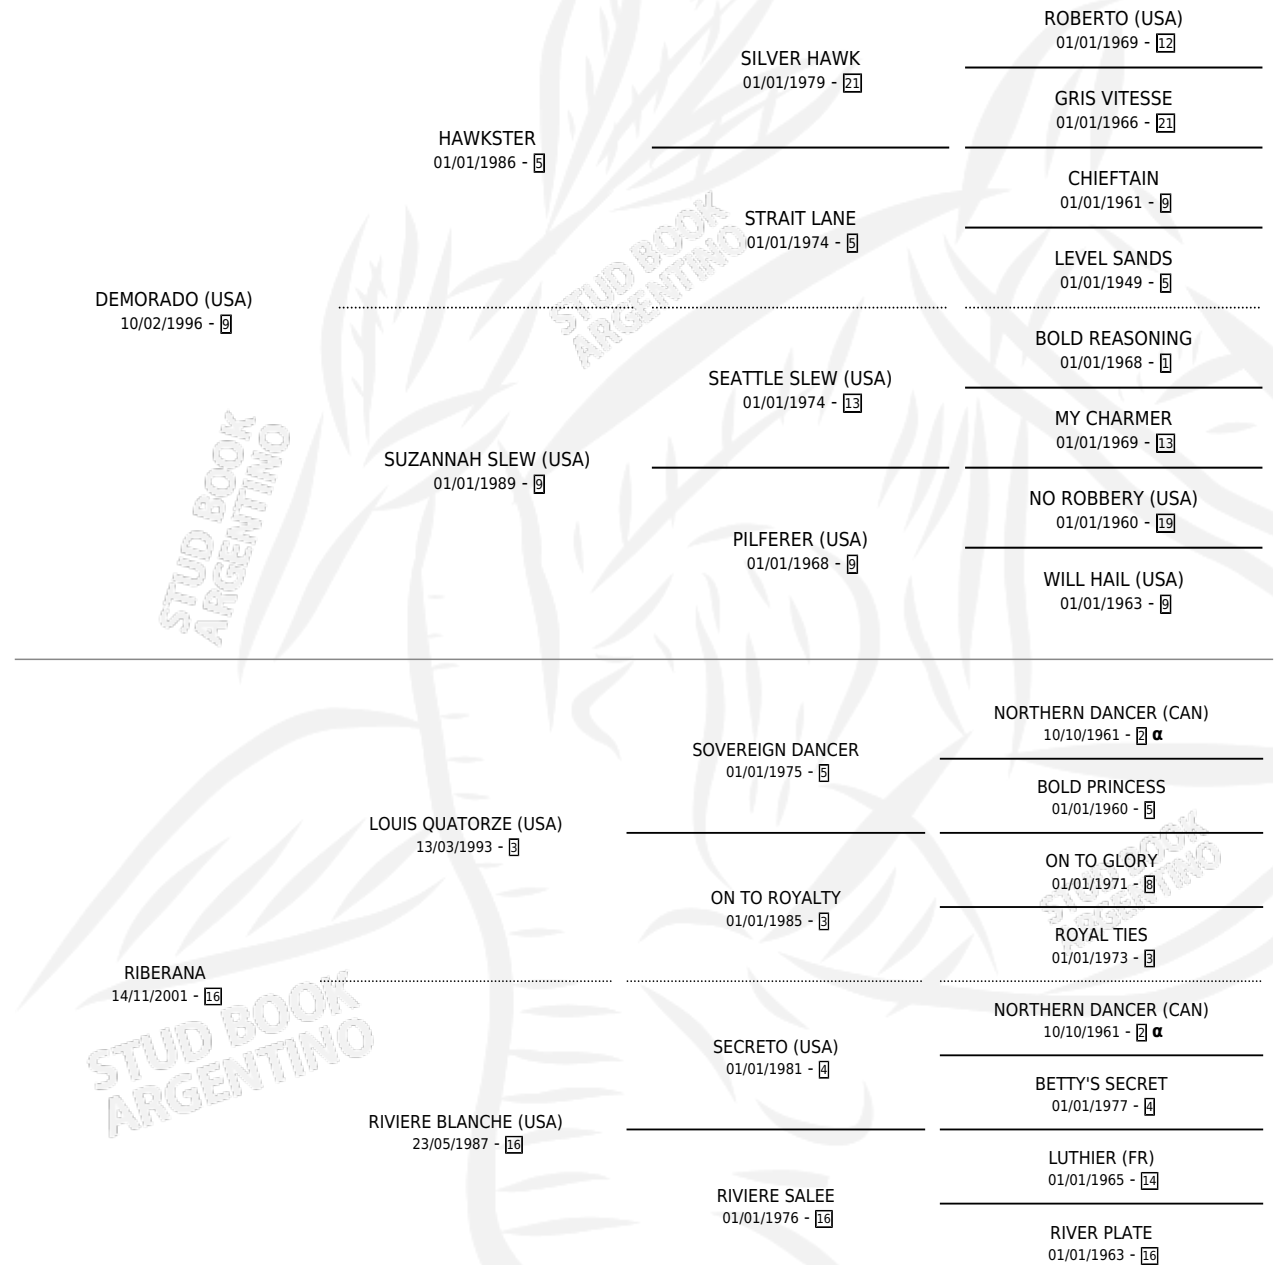 ROBERTO (USA)
01/01/1969 - 12
SILVER HAWK
01/01/1979 - 21
GRIS VITESSE
01/01/1966 - 21
HAWKSTER
01/01/1986 - 5
CHIEFTAIN
01/01/1961 - 9
STRAIT LANE
01/01/1974 - 5
LEVEL SANDS
01/01/1949 - 5
DEMORADO (USA)
10/02/1996 - 9
BOLD REASONING
01/01/1968 - 1
SEATTLE SLEW (USA)
01/01/1974 - 13
MY CHARMER
01/01/1969 - 13
SUZANNAH SLEW (USA)
01/01/1989 - 9
NO ROBBERY (USA)
01/01/1960 - 19
PILFERER (USA)
01/01/1968 - 9
WILL HAIL (USA)
01/01/1963 - 9
NORTHERN DANCER (CAN)
10/10/1961 - 2 α
SOVEREIGN DANCER
01/01/1975 - 5
BOLD PRINCESS
01/01/1960 - 5
LOUIS QUATORZE (USA)
13/03/1993 - 3
ON TO GLORY
01/01/1971 - 8
ON TO ROYALTY
01/01/1985 - 3
ROYAL TIES
01/01/1973 - 3
RIBERANA
14/11/2001 - 16
NORTHERN DANCER (CAN)
10/10/1961 - 2 α
SECRETO (USA)
01/01/1981 - 4
BETTY'S SECRET
01/01/1977 - 4
RIVIERE BLANCHE (USA)
23/05/1987 - 16
LUTHIER (FR)
01/01/1965 - 14
RIVIERE SALEE
01/01/1976 - 16
RIVER PLATE
01/01/1963 - 16
STUD BOOK
ARGENTINO
STUD BOOK
ARGENTINO
STUD BOOK
ARGENTINO
STUD BOOK
ARGENTINO